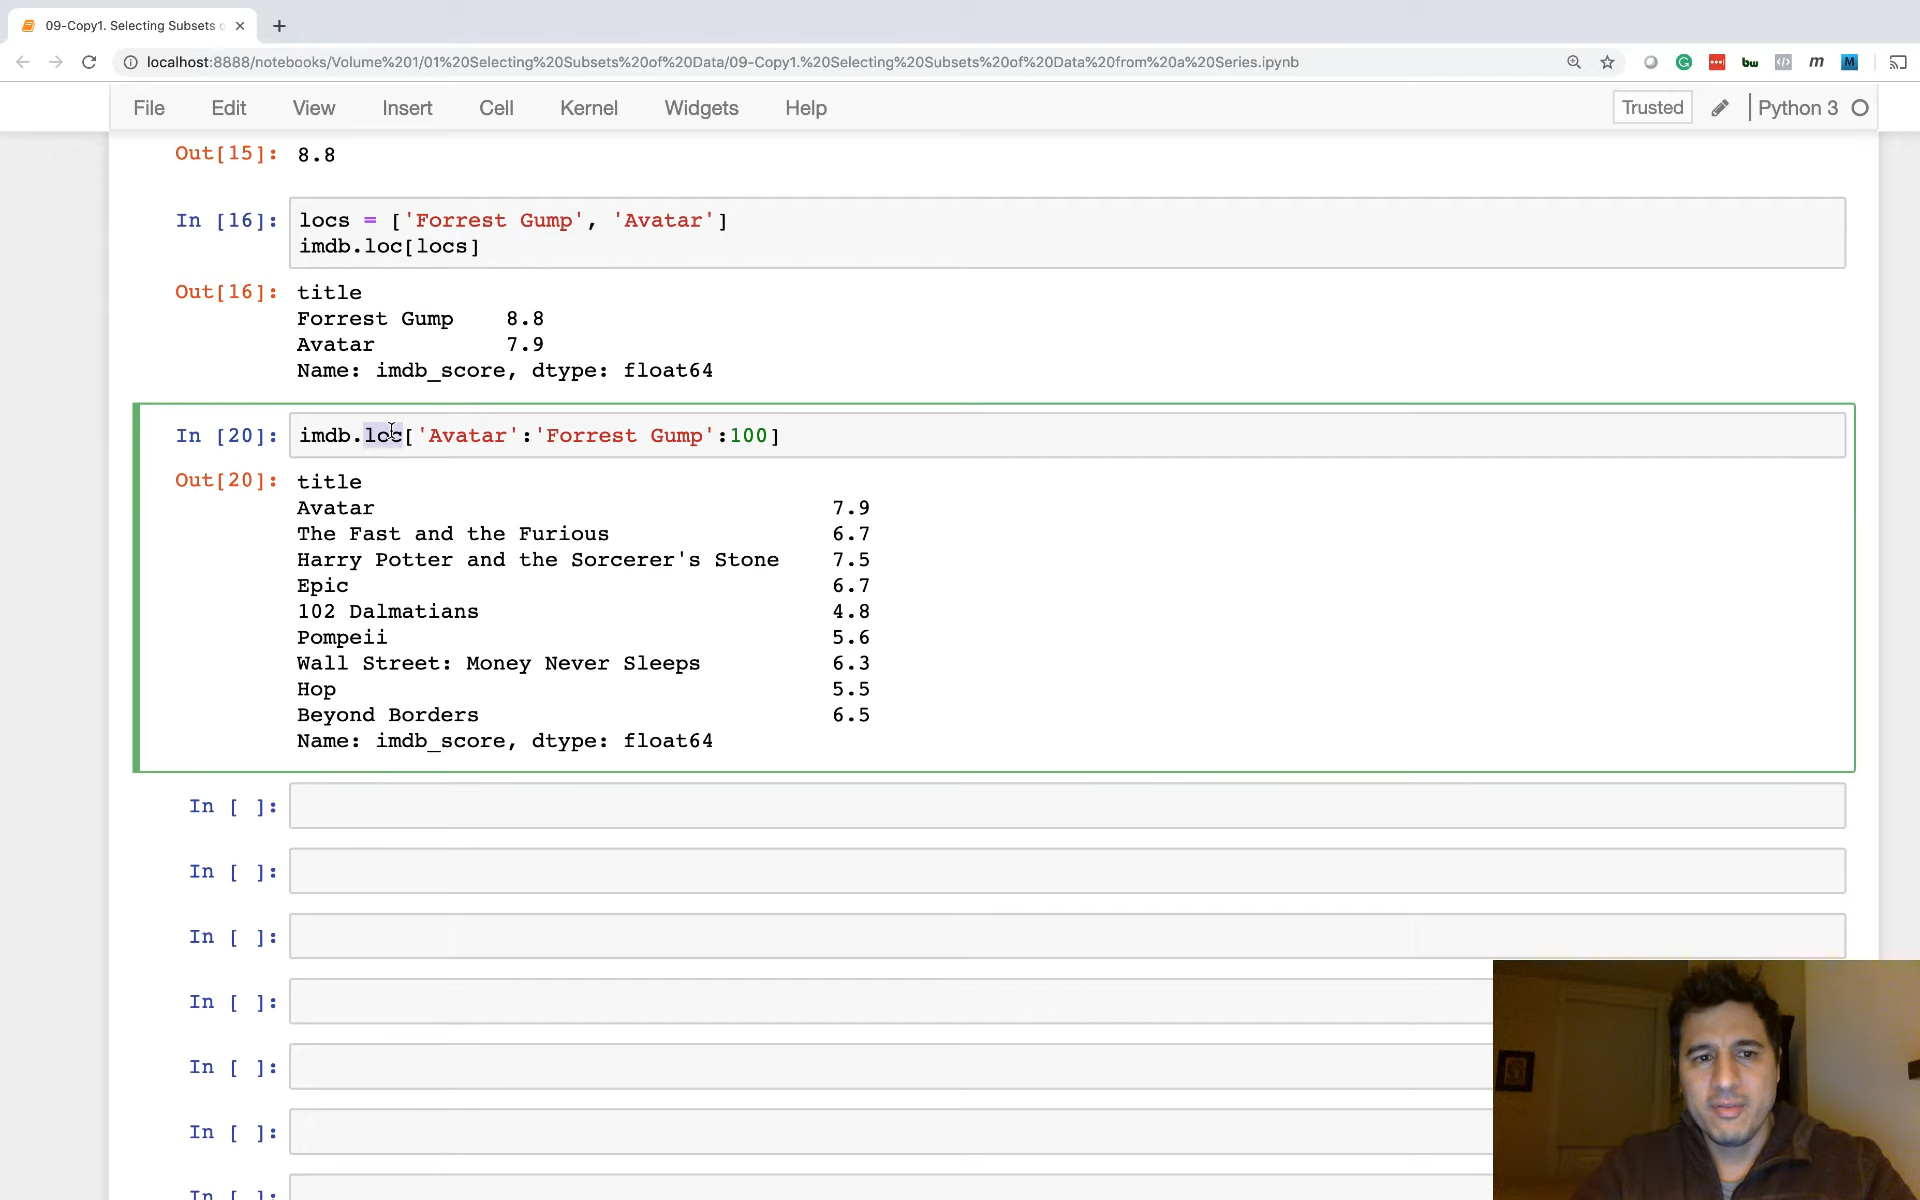 09-Copy1. Selecting Subsets o
localhost:8888/notebooks/Volume%201/01%20Selecting%20Subsets%20of%20Data/09-Copy1.%20Selecting%20Subsets%20of%20Data%20from%20a%20Series.ipynb
bw
m
M
File Edit View Insert Cell Kernel Widgets Help Trusted Python 3
Out[15]: 8.8
In [16]: locs = ['Forrest Gump', 'Avatar']
imdb.loc[locs]
Out[16]: title
Forrest Gump 8.8
Avatar 7.9
Name: imdb_score, dtype: float64
In [20]: imdb.loc['Avatar':'Forrest Gump':100]
Out[20]: title
Avatar 7.9
The Fast and the Furious 6.7
Harry Potter and the Sorcerer's Stone 7.5
Epic 6.7
102 Dalmatians 4.8
Pompeii 5.6
Wall Street: Money Never Sleeps 6.3
Hop 5.5
Beyond Borders 6.5
Name: imdb_score, dtype: float64
In [ ]:
In [ ]:
In [ ]:
In [ ]:
In [ ]:
In [ ]:
In [ ]: